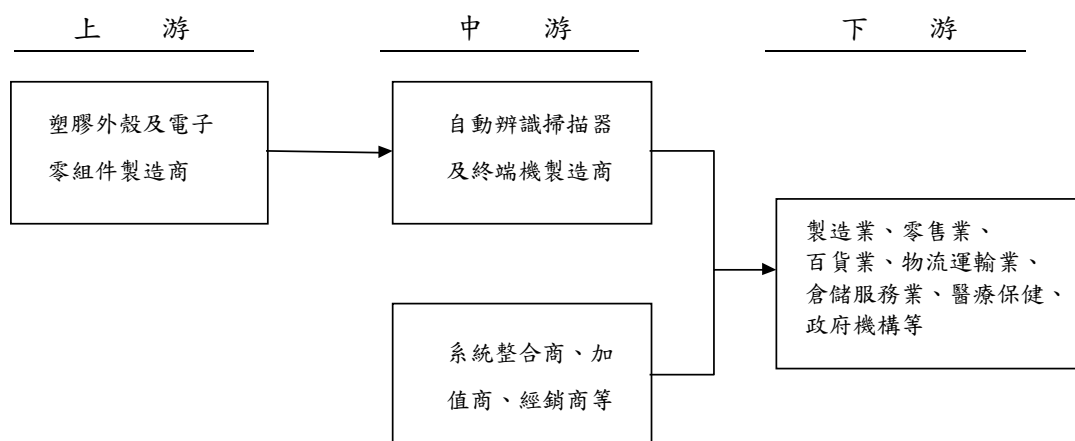 上 游
中 游
下 游
塑膠外殼及電子
零組件製造商
自動辨識掃描器
及終端機製造商
系統整合商、加
值商、經銷商等
製造業、零售業、
百貨業、物流運輸業、
倉儲服務業、醫療保健、
政府機構等